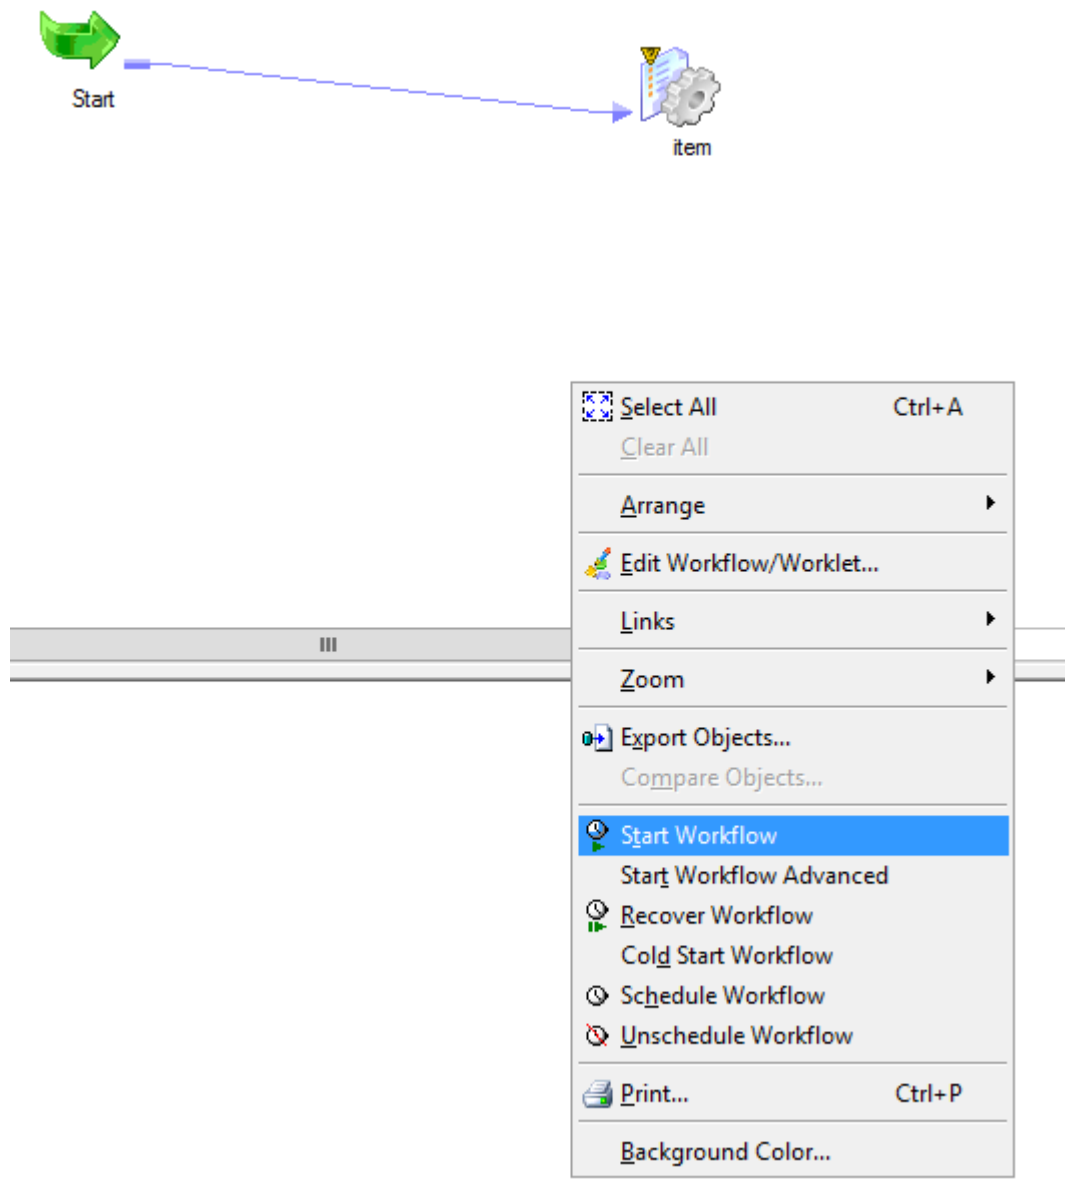 Start
item
Select All Ctrl+A
Clear All
Arrange
Edit Workflow/Worklet...
Links
Zoom
Export Objects...
Compare Objects...
Start Workflow
Start Workflow Advanced
Recover Workflow
Cold Start Workflow
Schedule Workflow
Unschedule Workflow
Print... Ctrl+P
Background Color...